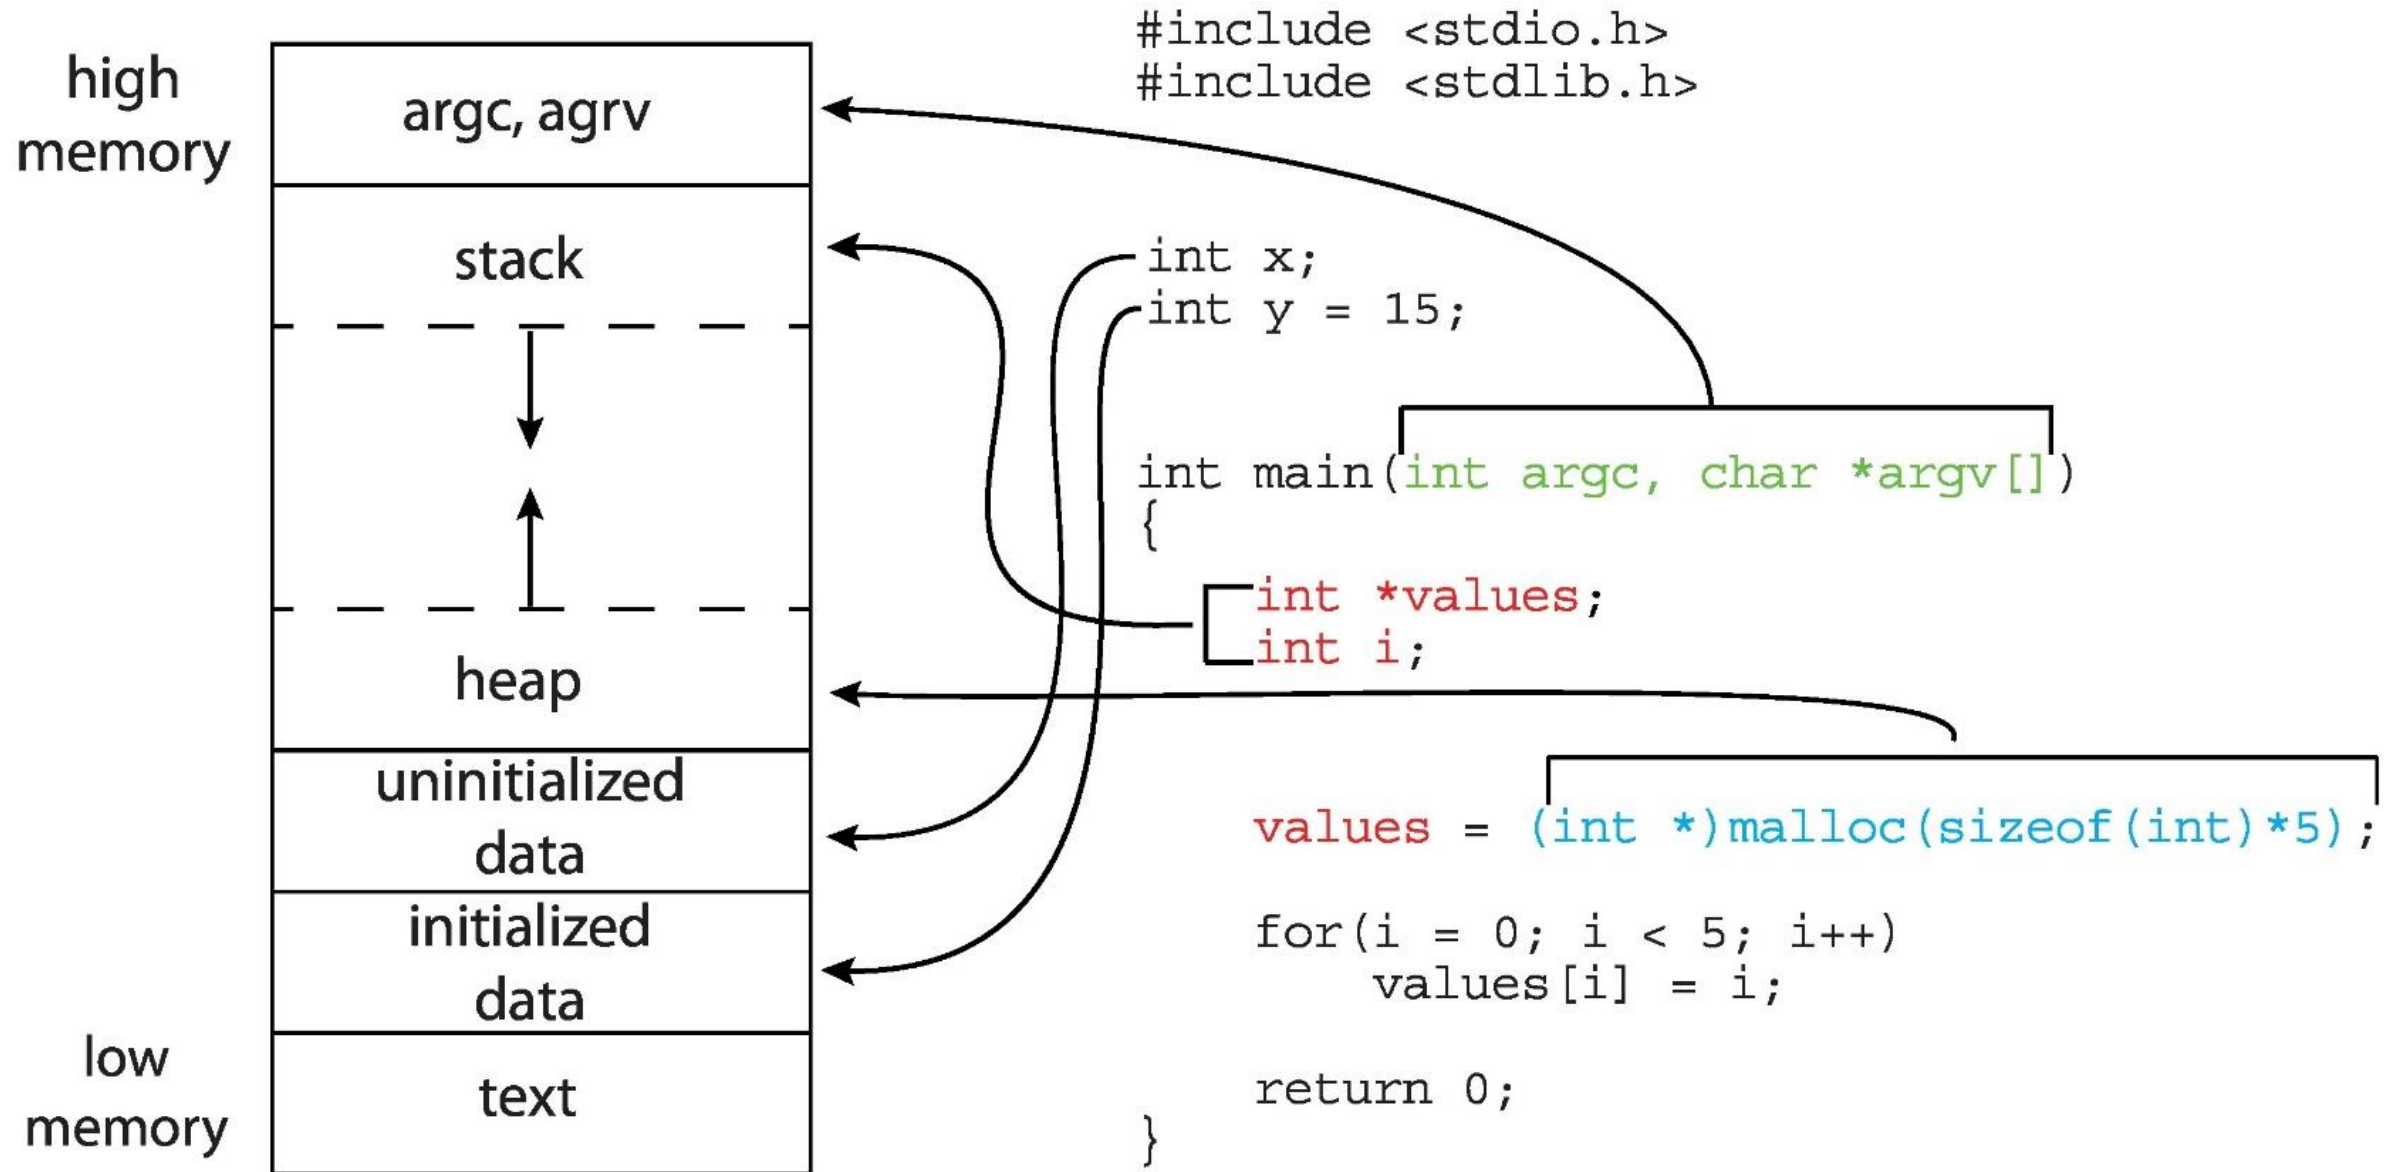 high
memory
argc, agrv
stack
heap
uninitialized
data
initialized
data
low
memory
text
#include <stdio.h>
#include <stdlib.h>
int x;
int y = 15;
int main(int argc, char *argv[])
{
int *values;
int i;
values = (int *)malloc(sizeof(int)*5);
for(i = 0; i < 5; i++)
values[i] = i;
return 0;
}